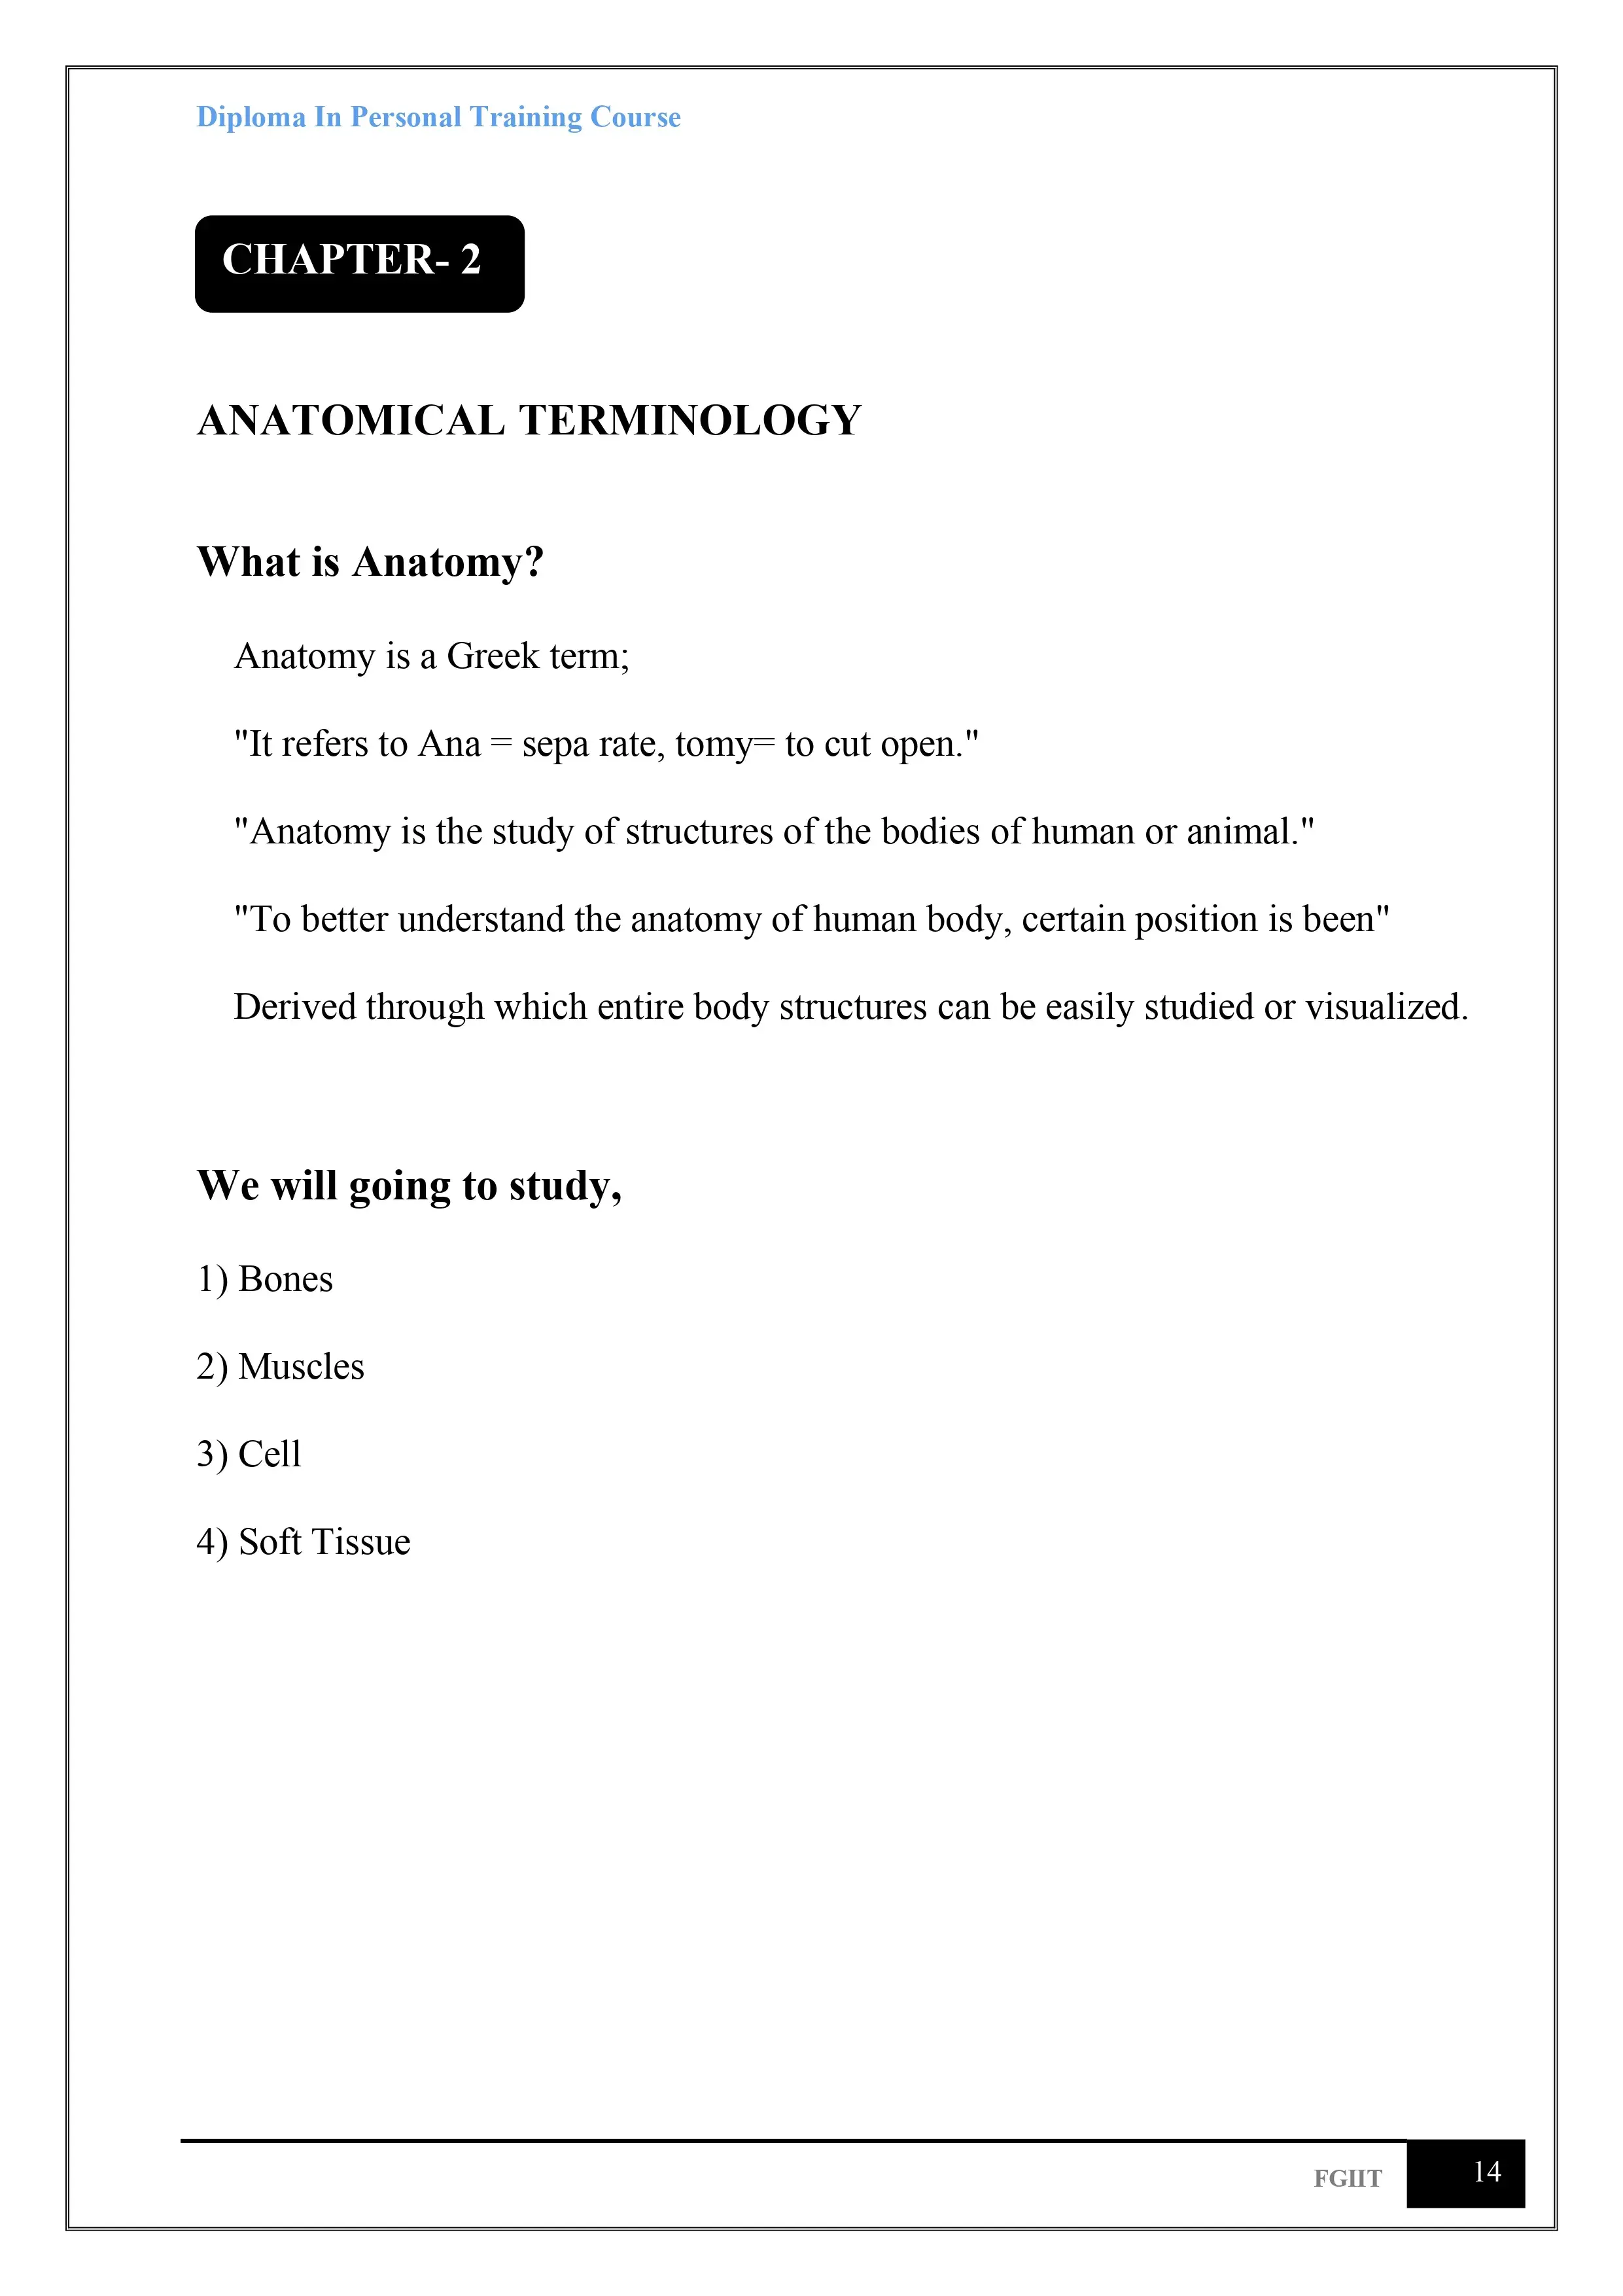 Diploma In Personal Training Course
CHAPTER- 2
ANATOMICAL TERMINOLOGY
What is Anatomy?
Anatomy is a Greek term;
"It refers to Ana = sepa rate, tomy= to cut open."
"Anatomy is the study of structures of the bodies of human or animal."
"To better understand the anatomy of human body, certain position is been"
Derived through which entire body structures can be easily studied or visualized.
We will going to study,
1) Bones
2) Muscles
3) Cell
4) Soft Tissue
FGIIT
14